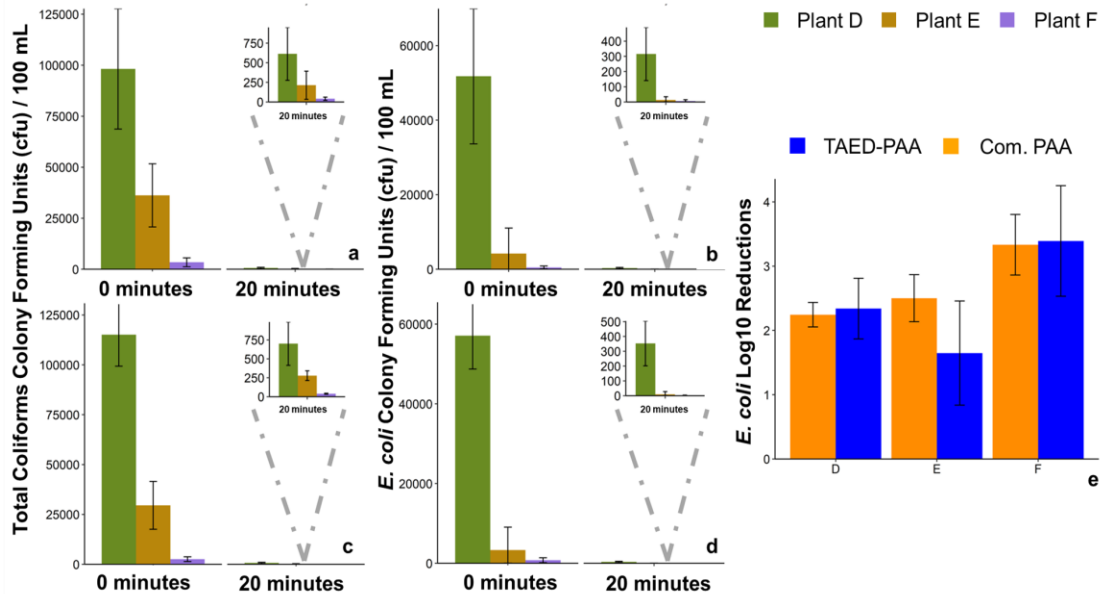 Plant D Plant E Plant F
Total Coliforms Colony Forming Units (cfu) / 100 mL
125000
100000
75000
50000
25000
0
750
500
250
0
20 minutes
a
0 minutes 20 minutes
E. coli Colony Forming Units (cfu) / 100 mL
60000
40000
20000
0
400
300
200
100
0
20 minutes
b
0 minutes 20 minutes
125000
100000
75000
50000
25000
0
750
500
250
0
20 minutes
c
0 minutes 20 minutes
60000
40000
20000
0
500
400
300
200
100
0
20 minutes
d
0 minutes 20 minutes
TAED-PAA Com. PAA
E. coli Log10 Reductions
4
3
2
1
0
D E F
e